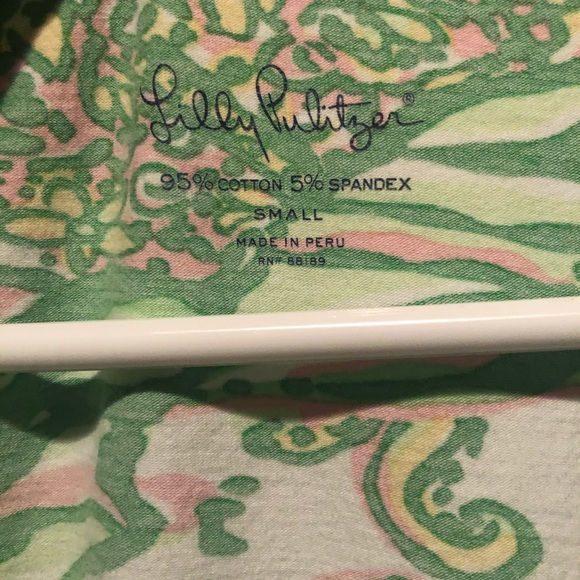 Lilly Pulitzer®
95% COTTON 5% SPANDEX
SMALL
MADE IN PERU
RN# 88189